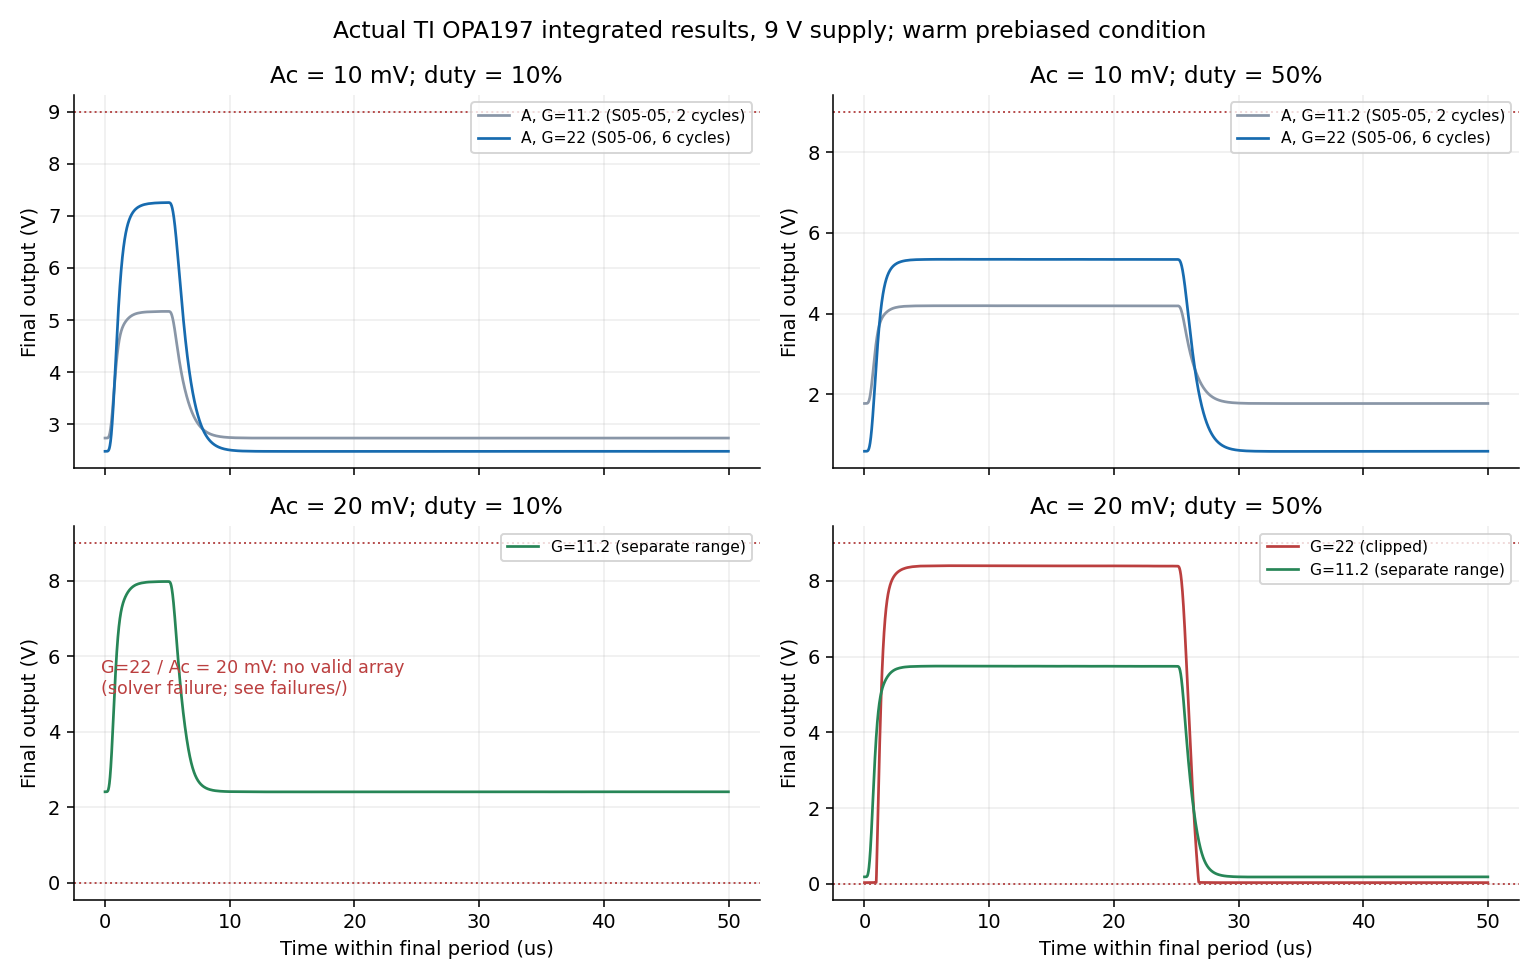 Actual TI OPA197 integrated results, 9 V supply; warm prebiased condition
Ac = 10 mV; duty = 10%
A, G=11.2 (S05-05, 2 cycles)
A, G=22 (S05-06, 6 cycles)
Final output (V)
9
8
7
6
5
4
3
Ac = 10 mV; duty = 50%
A, G=11.2 (S05-05, 2 cycles)
A, G=22 (S05-06, 6 cycles)
Final output (V)
8
6
4
2
Ac = 20 mV; duty = 10%
G=11.2 (separate range)
G=22 / Ac = 20 mV: no valid array
(solver failure; see failures/)
Final output (V)
8
6
4
2
0
0 10 20 30 40 50
Time within final period (us)
Ac = 20 mV; duty = 50%
G=22 (clipped)
G=11.2 (separate range)
Final output (V)
8
6
4
2
0
0 10 20 30 40 50
Time within final period (us)